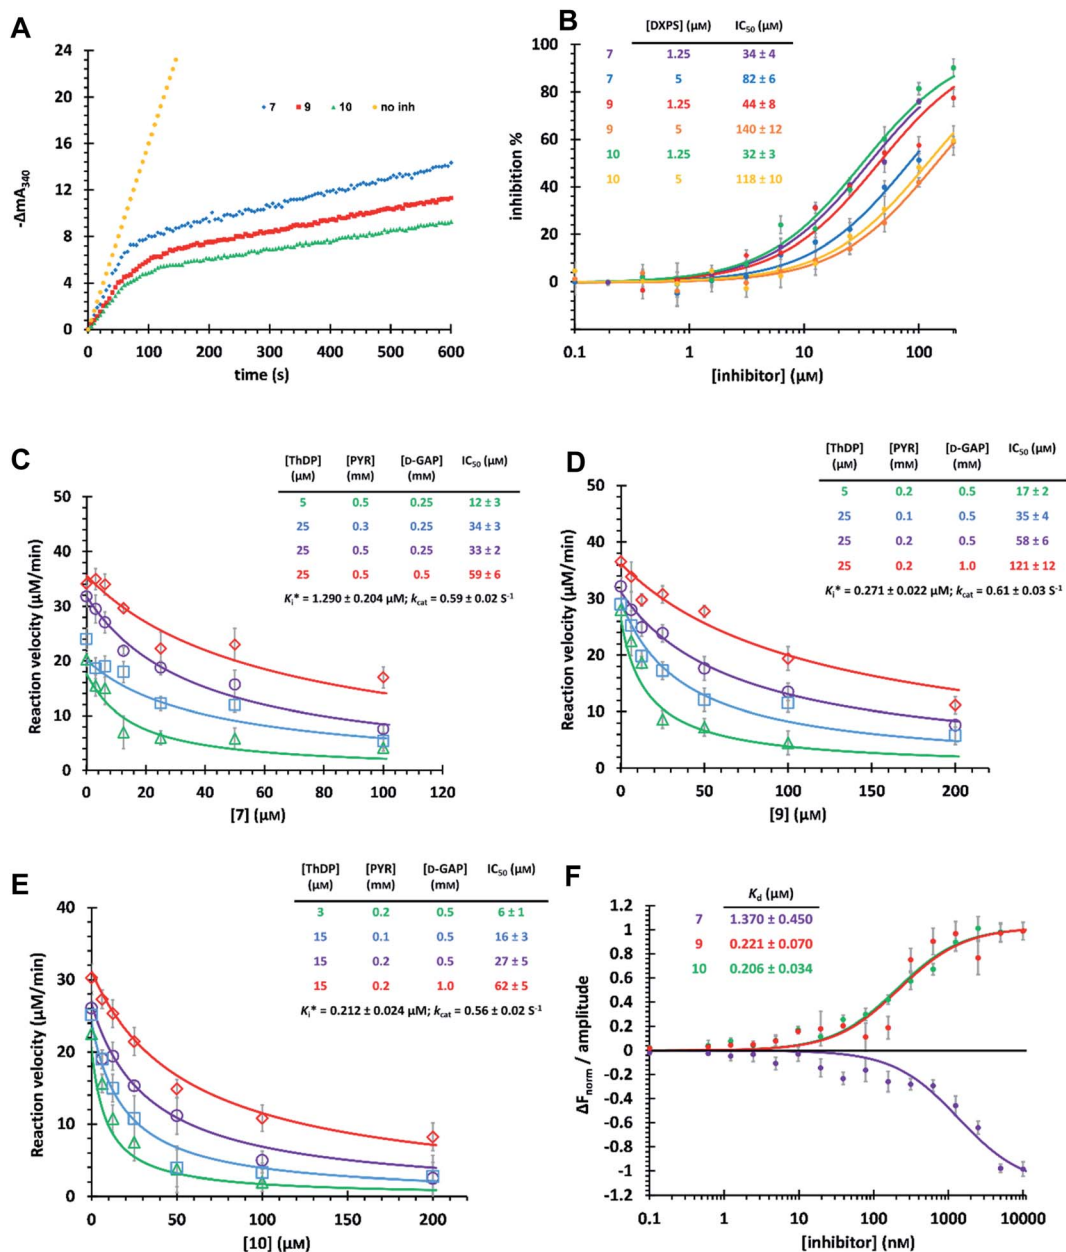 A
24
20
16
12
8
4
0
-ΔmA340
7 9 10 no inh
0 100 200 300 400 500 600
time (s)
B
[DXPS] (μM) IC50 (μM)
7 1.25 34 ± 4
7 5 82 ± 6
9 1.25 44 ± 8
9 5 140 ± 12
10 1.25 32 ± 3
10 5 118 ± 10
100
80
60
40
20
0
-20
inhibition %
0.1 1 10 100
[inhibitor] (μM)
C
[ThDP] [PYR] [D-GAP] IC50 (μM)
(μM) (mM) (mM)
5 0.5 0.25 12 ± 3
25 0.3 0.25 34 ± 3
25 0.5 0.25 33 ± 2
25 0.5 0.5 59 ± 6
Ki* = 1.290 ± 0.204 μM; kcat = 0.59 ± 0.02 S-1
50
40
30
20
10
0
Reaction velocity (μM/min)
0 20 40 60 80 100 120
[7] (μM)
D
[ThDP] [PYR] [D-GAP] IC50 (μM)
(μM) (mM) (mM)
5 0.2 0.5 17 ± 2
25 0.1 0.5 35 ± 4
25 0.2 0.5 58 ± 6
25 0.2 1.0 121 ± 12
Ki* = 0.271 ± 0.022 μM; kcat = 0.61 ± 0.03 S-1
50
40
30
20
10
0
Reaction velocity (μM/min)
0 50 100 150 200
[9] (μM)
E
[ThDP] [PYR] [D-GAP] IC50 (μM)
(μM) (mM) (mM)
3 0.2 0.5 6 ± 1
15 0.1 0.5 16 ± 3
15 0.2 0.5 27 ± 5
15 0.2 1.0 62 ± 5
Ki* = 0.212 ± 0.024 μM; kcat = 0.56 ± 0.02 S-1
40
30
20
10
0
Reaction velocity (μM/min)
0 50 100 150 200
[10] (μM)
F
Kd (μM)
7 1.370 ± 0.450
9 0.221 ± 0.070
10 0.206 ± 0.034
1.2
1
0.8
0.6
0.4
0.2
0
-0.2
-0.4
-0.6
-0.8
-1
-1.2
ΔFnorm / amplitude
0.1 1 10 100 1000 10000
[inhibitor] (nM)